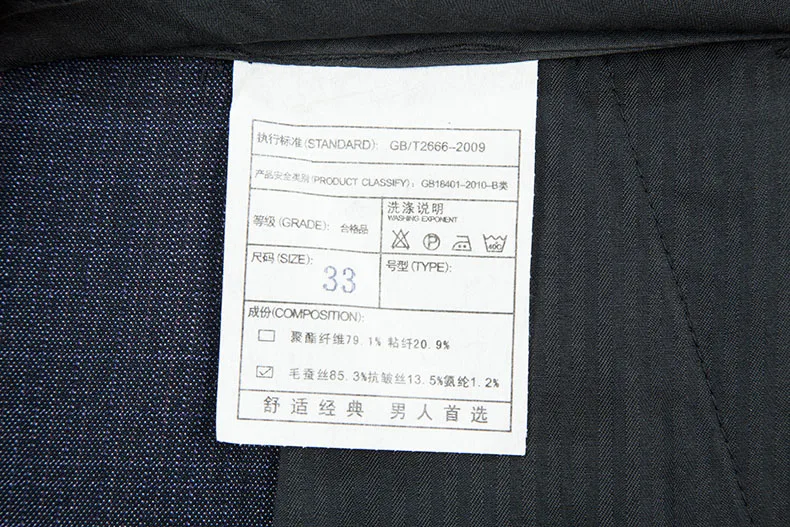 执行标准(STANDARD): GB/T2666-2009
产品安全类别(PRODUCT CLASSIFY): GB18401-2010-B类
等级(GRADE): 合格品
洗涤说明
WASHING EXPONENT
P
40C
尺码(SIZE): 33
号型(TYPE):
成份(COMPOSITION):
聚酯纤维79.1% 粘纤20.9%
毛蚕丝85.3%抗皱丝13.5%氨纶1.2%
舒适经典 男人首选